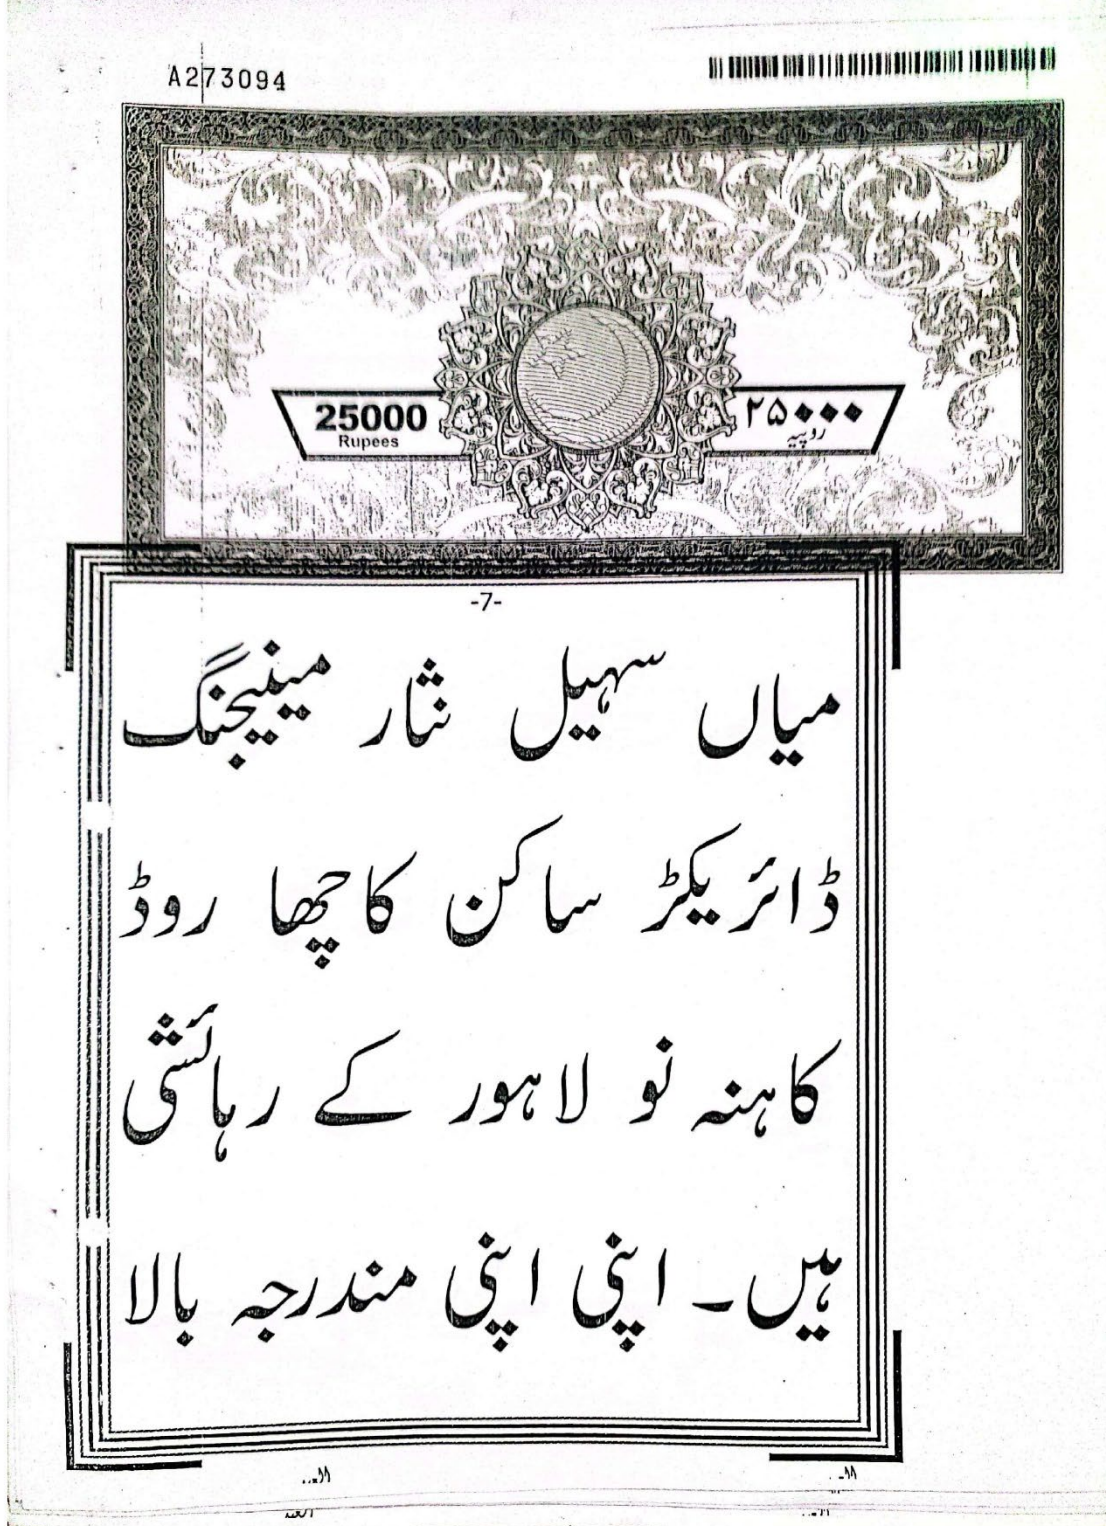 A273094
25000
Rupees
۲۵۰۰۰
روپیہ
-7-
میاں سہیل نثار مینیجنگ
ڈائریکٹر ساکن کاچھا روڈ
کاہنہ نو لاہور کے رہائشی
ہیں۔ اپنی اپنی مندرجہ بالا